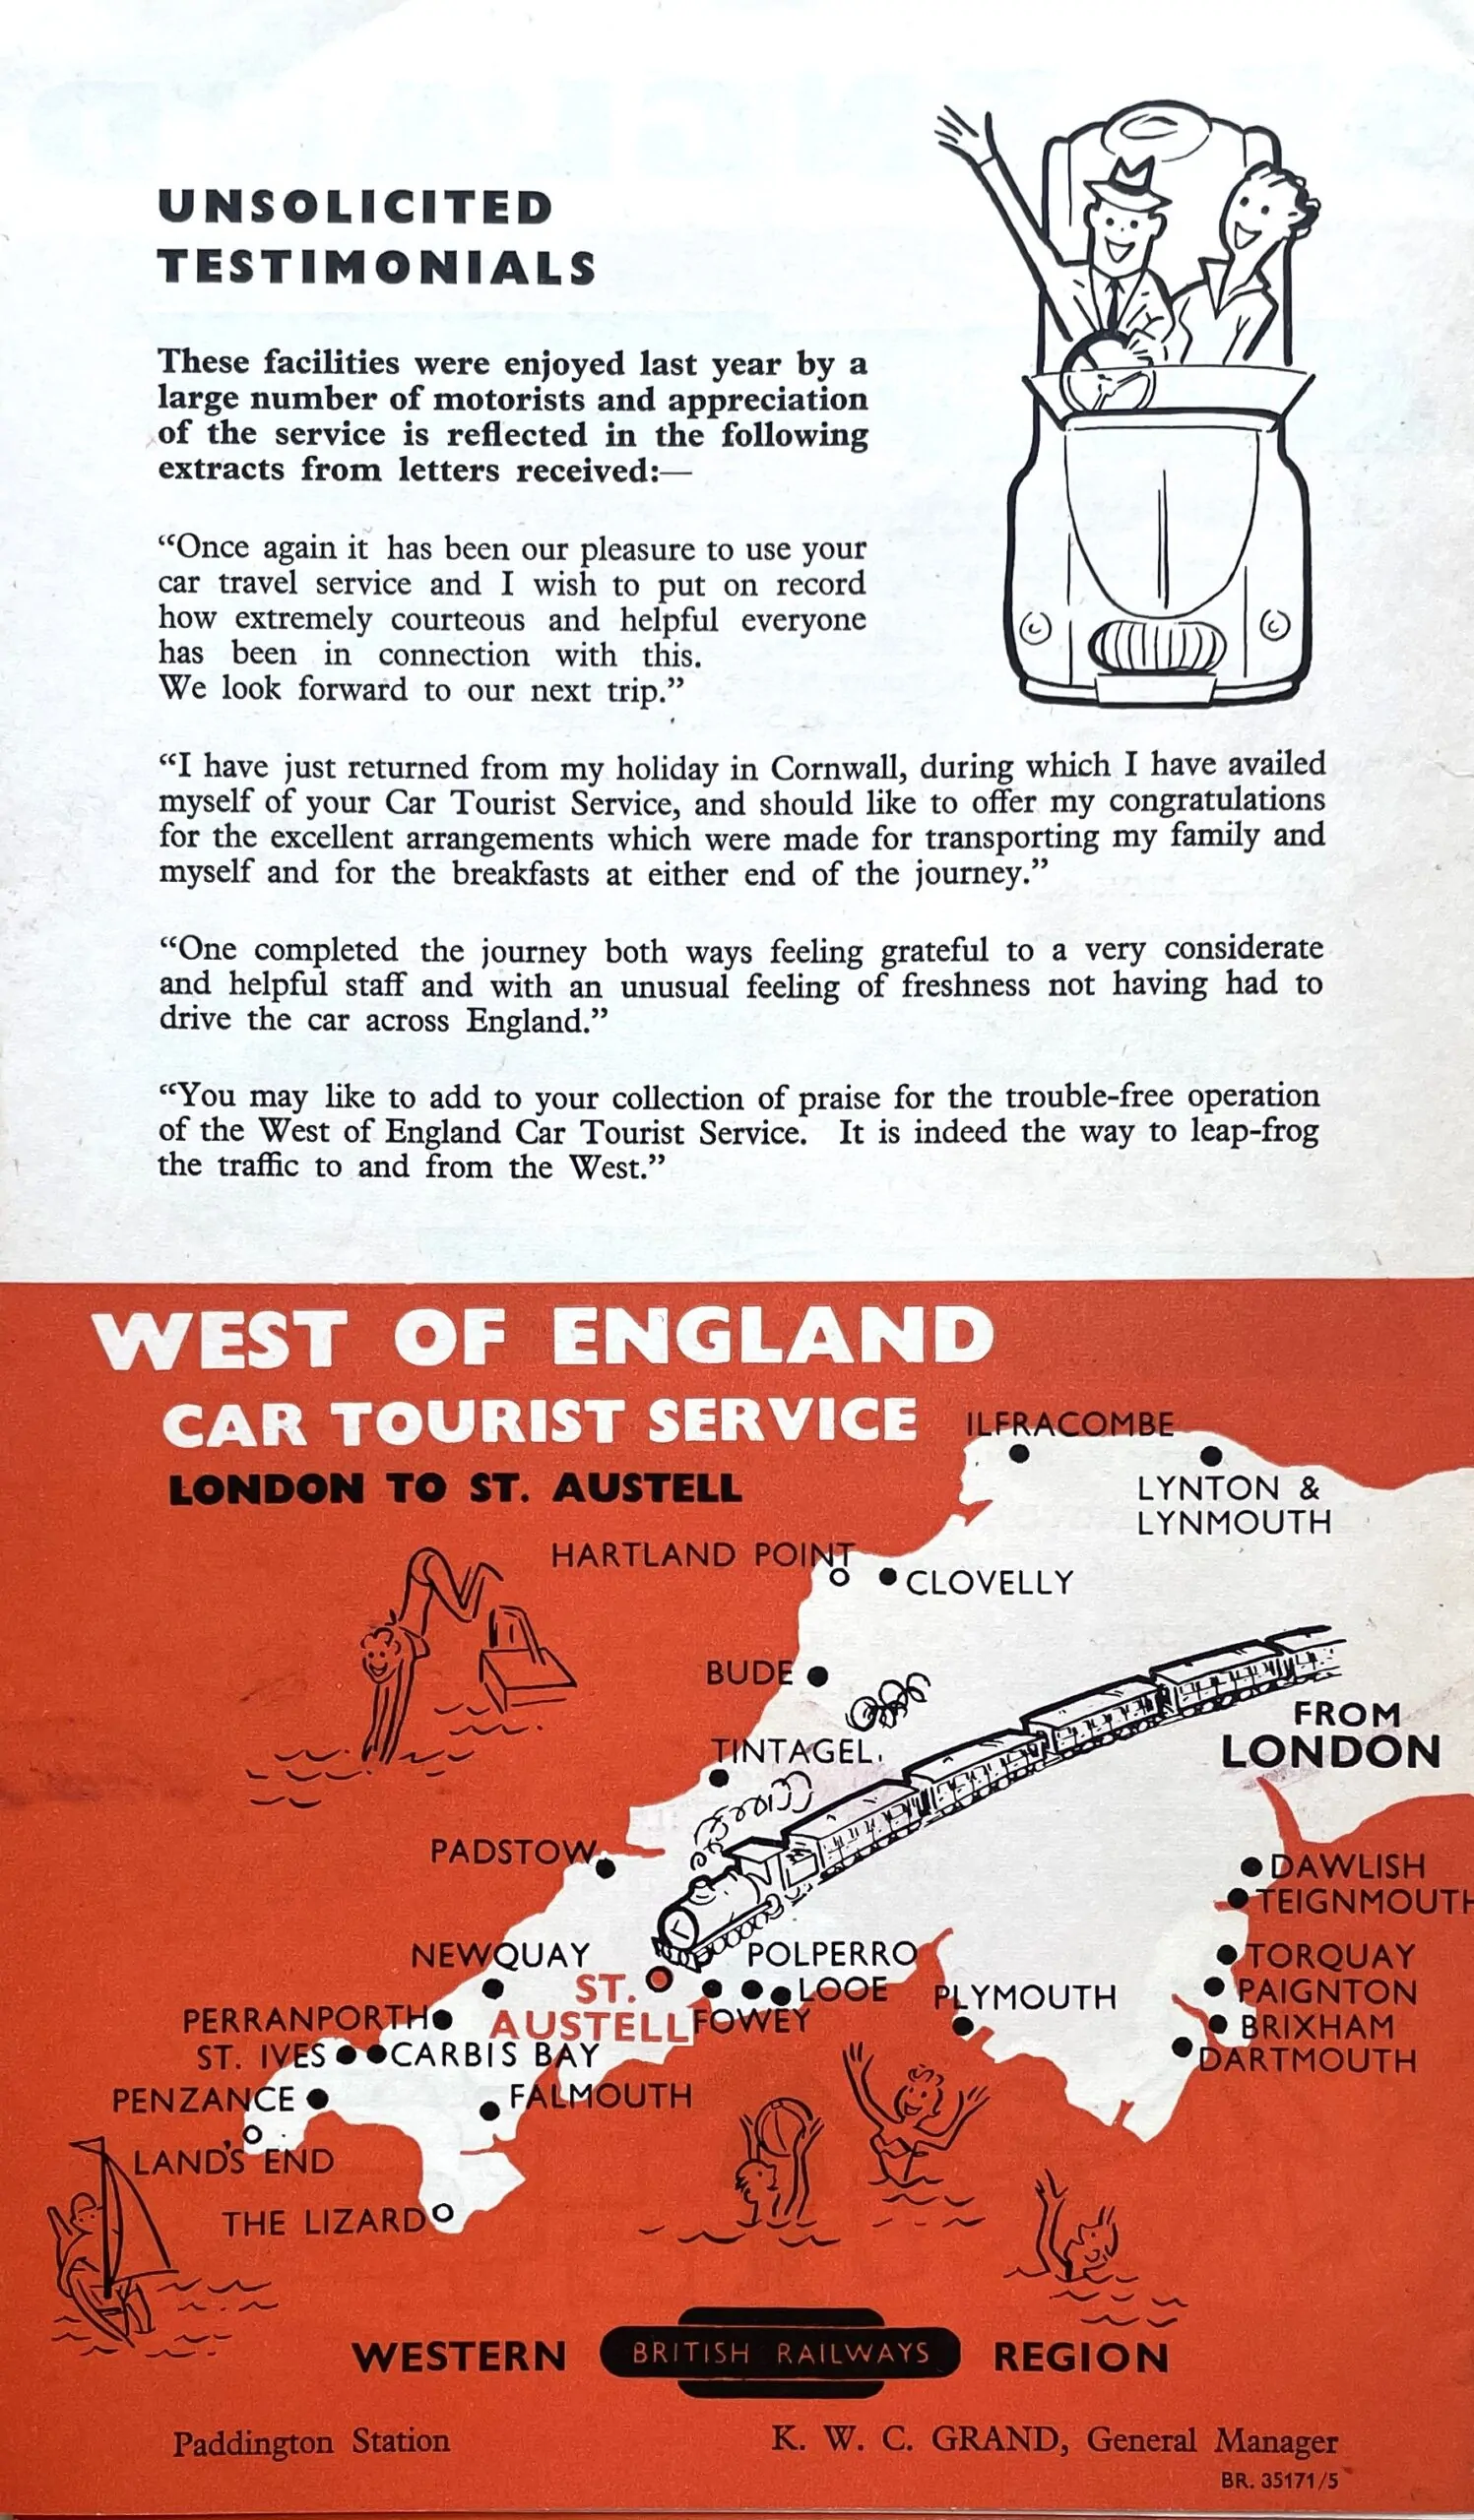 UNSOLICITED
TESTIMONIALS
These facilities were enjoyed last year by a
large number of motorists and appreciation
of the service is reflected in the following
extracts from letters received:—
“Once again it has been our pleasure to use your
car travel service and I wish to put on record
how extremely courteous and helpful everyone
has been in connection with this.
We look forward to our next trip.”
“I have just returned from my holiday in Cornwall, during which I have availed
myself of your Car Tourist Service, and should like to offer my congratulations
for the excellent arrangements which were made for transporting my family and
myself and for the breakfasts at either end of the journey.”
“One completed the journey both ways feeling grateful to a very considerate
and helpful staff and with an unusual feeling of freshness not having had to
drive the car across England.”
“You may like to add to your collection of praise for the trouble-free operation
of the West of England Car Tourist Service. It is indeed the way to leap-frog
the traffic to and from the West.”
WEST OF ENGLAND
CAR TOURIST SERVICE
LONDON TO ST. AUSTELL
ILFRACOMBE
LYNTON &
LYNMOUTH
HARTLAND POINT
CLOVELLY
BUDE
FROM
LONDON
TINTAGEL
PADSTOW
DAWLISH
TEIGNMOUTH
NEWQUAY
POLPERRO
TORQUAY
ST.
AUSTELL
LOOE
PLYMOUTH
PAIGNTON
PERRANPORTH
FOWEY
BRIXHAM
ST. IVES
CARBIS BAY
DARTMOUTH
PENZANCE
FALMOUTH
LAND'S END
THE LIZARD
WESTERN BRITISH RAILWAYS REGION
Paddington Station K. W. C. GRAND, General Manager
BR. 35171/5